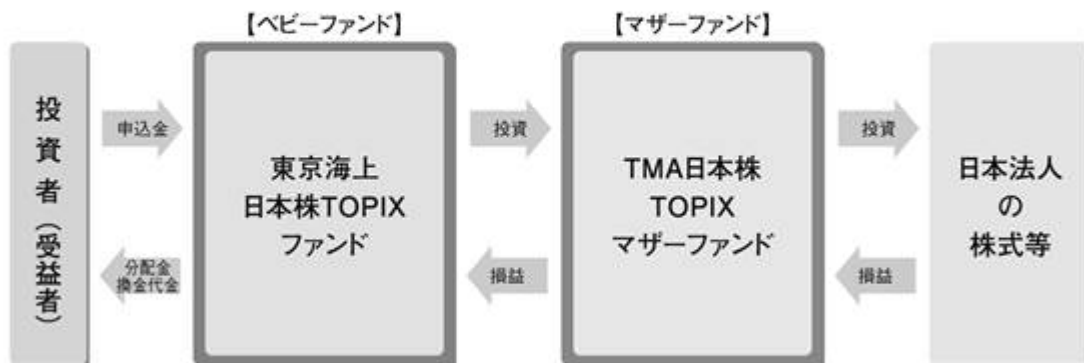 【ベビーファンド】
【マザーファンド】
投資者（受益者）
申込金
分配金
換金代金
東京海上
日本株TOPIX
ファンド
投資
損益
TMA日本株
TOPIX
マザーファンド
投資
損益
日本法人
の
株式等